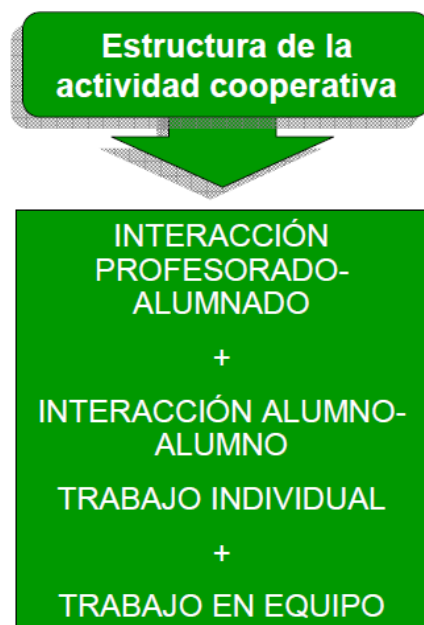 Estructura de la
actividad cooperativa
INTERACCIÓN
PROFESORADO-
ALUMNADO
+
INTERACCIÓN ALUMNO-
ALUMNO
TRABAJO INDIVIDUAL
+
TRABAJO EN EQUIPO